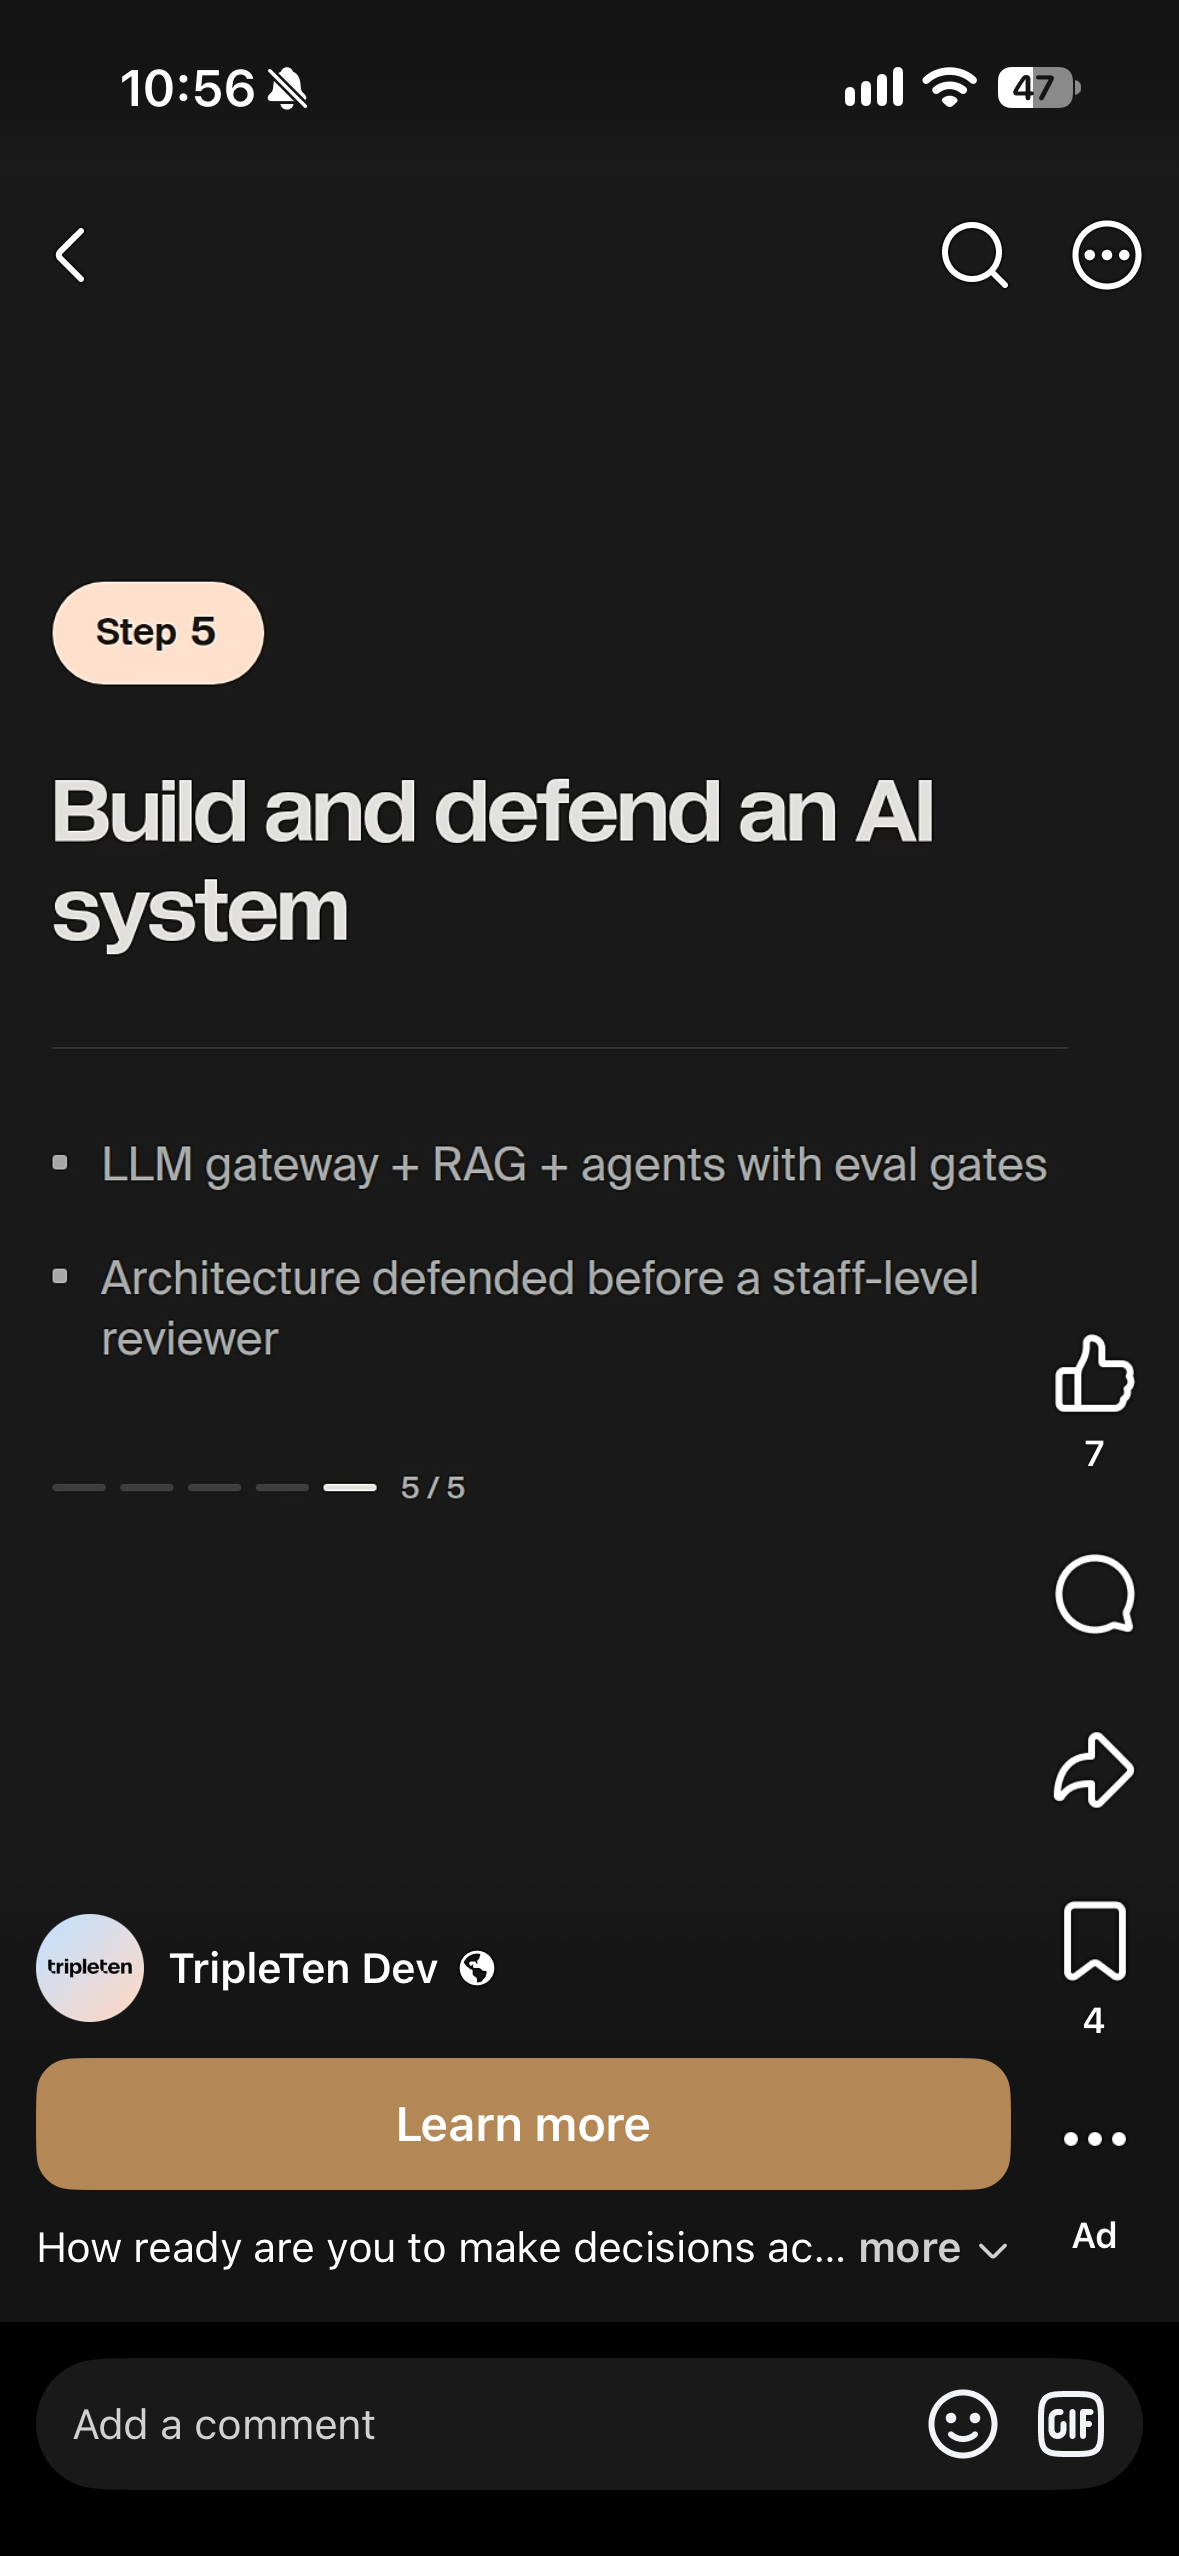 10:56
47
Step 5
Build and defend an AI
system
LLM gateway + RAG + agents with eval gates
Architecture defended before a staff-level
reviewer
7
5 / 5
tripleten
TripleTen Dev
4
Learn more
How ready are you to make decisions ac... more
Ad
Add a comment
GIF